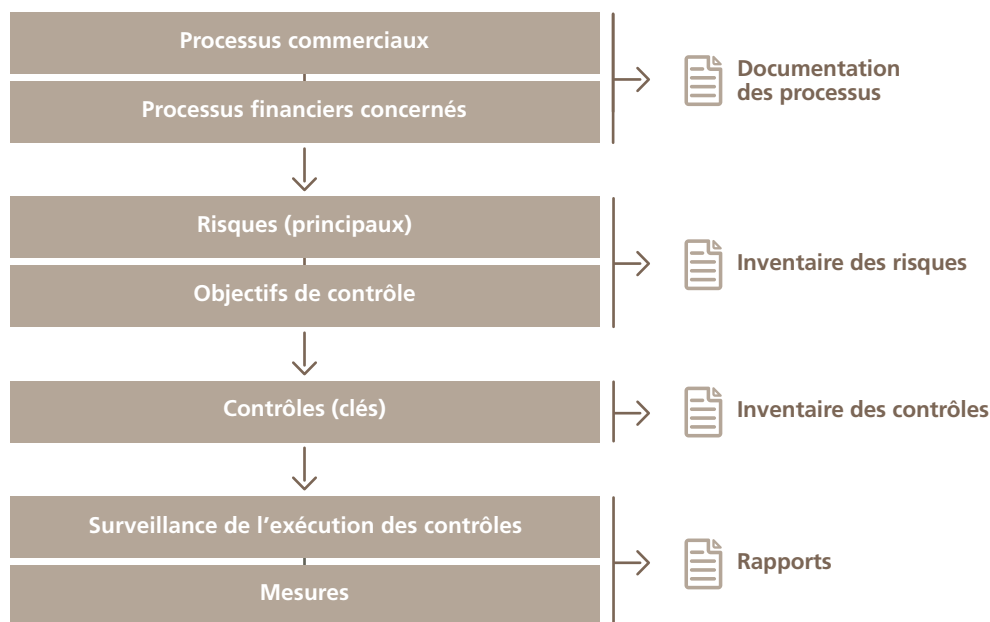 Processus commerciaux
Processus financiers concernés
Documentation
des processus
Risques (principaux)
Objectifs de contrôle
Inventaire des risques
Contrôles (clés)
Inventaire des contrôles
Surveillance de l’exécution des contrôles
Mesures
Rapports